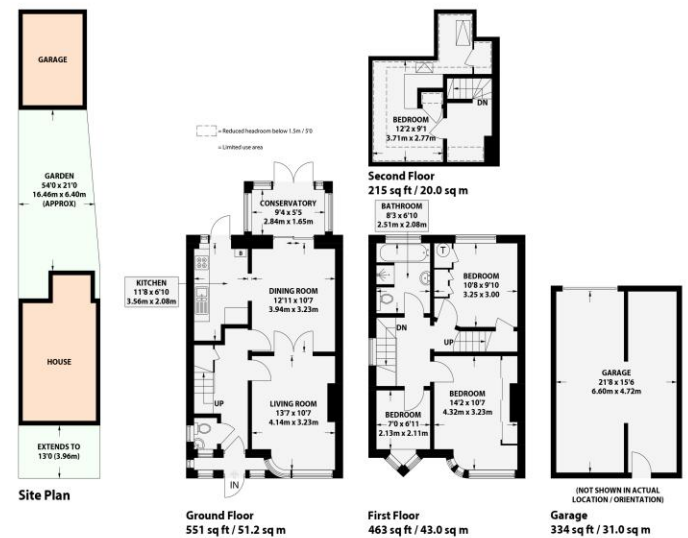 GARAGE
GARDEN
54'0 x 21'0
16.46m x 6.40m
(APPROX)
HOUSE
EXTENDS TO
13'0 (3.96m)
Site Plan
= Reduced headroom below 1.5m / 5'0
= Limited use area
CONSERVATORY
9'4 x 5'5
2.84m x 1.65m
KITCHEN
11'8 x 6'10
3.56m x 2.08m
DINING ROOM
12'11 x 10'7
3.94m x 3.23m
UP
LIVING ROOM
13'7 x 10'7
4.14m x 3.23m
IN
Ground Floor
551 sq ft / 51.2 sq m
DN
BEDROOM
12'2 x 9'1
3.71m x 2.77m
Second Floor
215 sq ft / 20.0 sq m
BATHROOM
8'3 x 6'10
2.51m x 2.08m
T
BEDROOM
10'8 x 9'10
3.25 x 3.00
DN
UP
BEDROOM
14'2 x 10'7
4.32m x 3.23m
BEDROOM
7'0 x 6'11
2.13m x 2.11m
First Floor
463 sq ft / 43.0 sq m
GARAGE
21'8 x 15'6
6.60m x 4.72m
(NOT SHOWN IN ACTUAL
LOCATION / ORIENTATION)
Garage
334 sq ft / 31.0 sq m